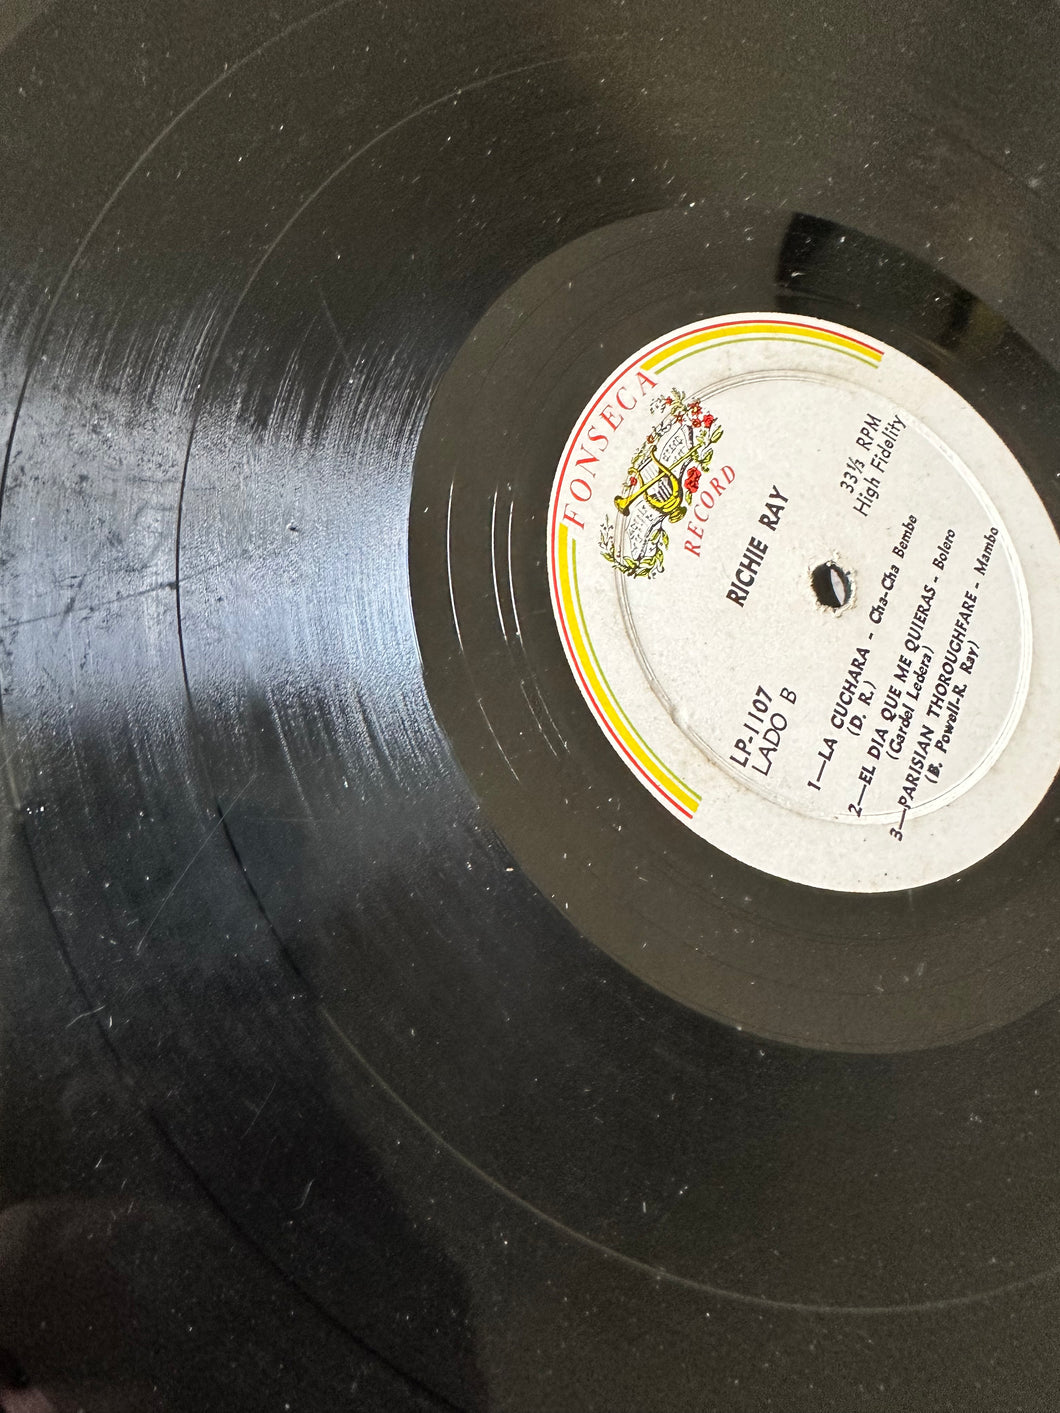 FONSECA
RECORD
RICHIE RAY
33⅓ RPM
High Fidelity
LP-1107
LADO B
1—LA CUCHARA - Cha-Cha Bembe
(D. R.)
2—EL DIA QUE ME QUIERAS - Bolero
(Gardel Ledera)
3—PARISIAN THOROUGHFARE - Mambo
(B. Powell-R. Ray)